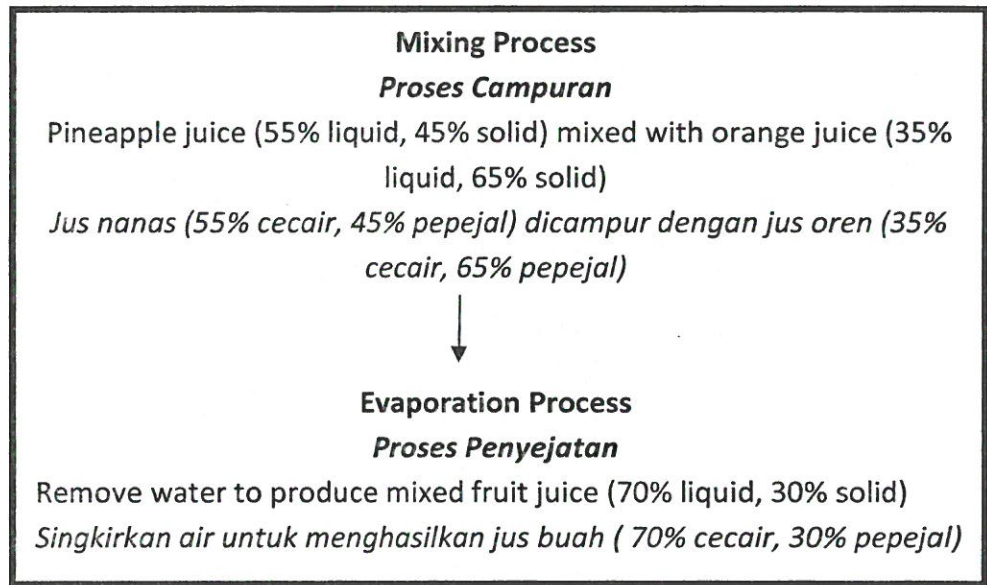 Mixing Process
Proses Campuran
Pineapple juice (55% liquid, 45% solid) mixed with orange juice (35%
liquid, 65% solid)
Jus nanas (55% cecair, 45% pepejal) dicampur dengan jus oren (35%
cecair, 65% pepejal)
Evaporation Process
Proses Penyejatan
Remove water to produce mixed fruit juice (70% liquid, 30% solid)
Singkirkan air untuk menghasilkan jus buah ( 70% cecair, 30% pepejal)